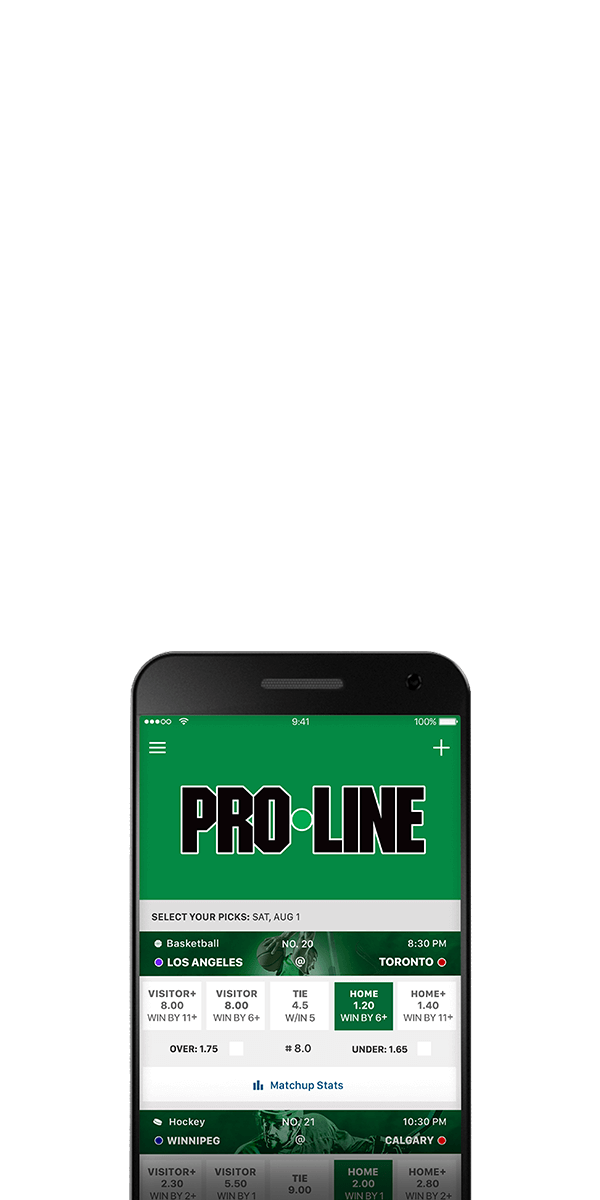 9:41 100%
PRO LINE
SELECT YOUR PICKS: SAT, AUG 1
Basketball NO. 20 8:30 PM
LOS ANGELES @ TORONTO
VISITOR+ VISITOR TIE HOME HOME+
8.00 8.00 4.5 1.20 1.40
WIN BY 11+ WIN BY 6+ W/IN 5 WIN BY 6+ WIN BY 11+
OVER: 1.75 # 8.0 UNDER: 1.65
Matchup Stats
Hockey NO. 21 10:30 PM
WINNIPEG @ CALGARY
VISITOR+ VISITOR TIE HOME HOME+
2.30 5.50 9.00 2.00 2.80
WIN BY 2+ WIN BY 1 WIN BY 1 WIN BY 2+